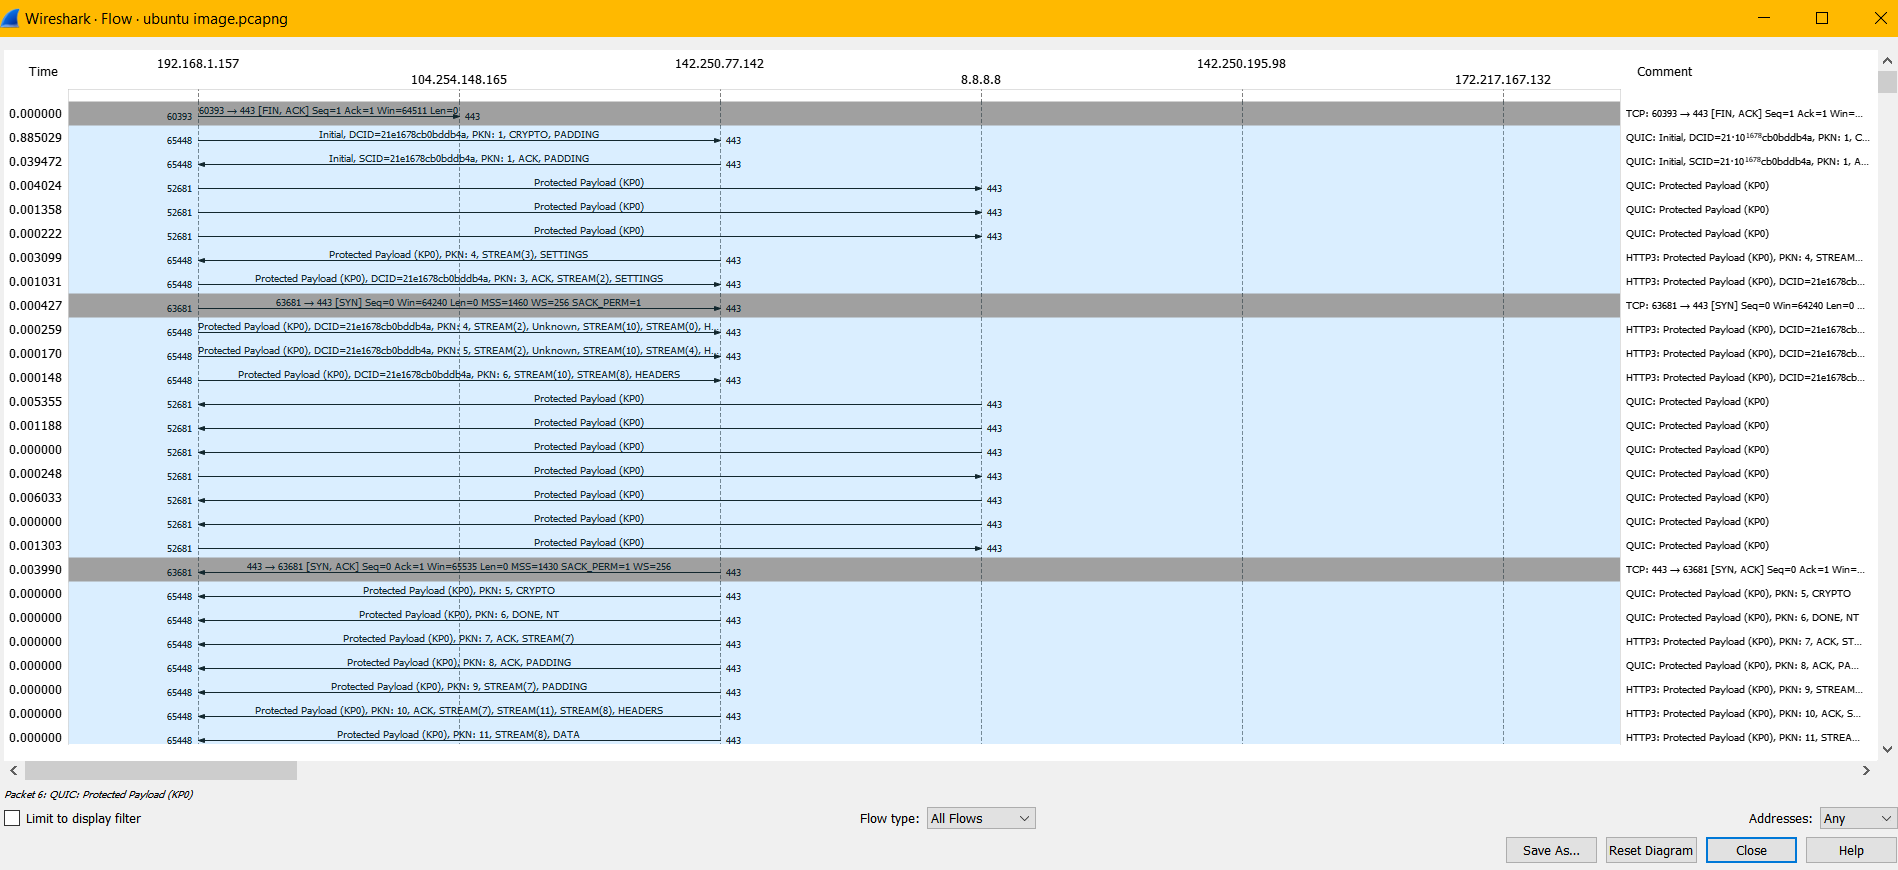 Wireshark · Flow · ubuntu image.pcapng
Time 192.168.1.157 104.254.148.165 142.250.77.142 8.8.8.8 142.250.195.98 172.217.167.132 Comment
0.000000 60393 60393 → 443 [FIN, ACK] Seq=1 Ack=1 Win=64511 Len=0 443 TCP: 60393 → 443 [FIN, ACK] Seq=1 Ack=1 Win=...
0.885029 65448 Initial, DCID=21e1678cb0bddb4a, PKN: 1, CRYPTO, PADDING 443 QUIC: Initial, DCID=21·10¹⁶⁷⁸cb0bddb4a, PKN: 1, C...
0.039472 65448 Initial, SCID=21e1678cb0bddb4a, PKN: 1, ACK, PADDING 443 QUIC: Initial, SCID=21·10¹⁶⁷⁸cb0bddb4a, PKN: 1, A...
0.004024 52681 Protected Payload (KP0) 443 QUIC: Protected Payload (KP0)
0.001358 52681 Protected Payload (KP0) 443 QUIC: Protected Payload (KP0)
0.000222 52681 Protected Payload (KP0) 443 QUIC: Protected Payload (KP0)
0.003099 65448 Protected Payload (KP0), PKN: 4, STREAM(3), SETTINGS 443 HTTP3: Protected Payload (KP0), PKN: 4, STREAM...
0.001031 65448 Protected Payload (KP0), DCID=21e1678cb0bddb4a, PKN: 3, ACK, STREAM(2), SETTINGS 443 HTTP3: Protected Payload (KP0), DCID=21e1678cb...
0.000427 63681 63681 → 443 [SYN] Seq=0 Win=64240 Len=0 MSS=1460 WS=256 SACK_PERM=1 443 TCP: 63681 → 443 [SYN] Seq=0 Win=64240 Len=0 ...
0.000259 65448 Protected Payload (KP0), DCID=21e1678cb0bddb4a, PKN: 4, STREAM(2), Unknown, STREAM(10), STREAM(0), H... 443 HTTP3: Protected Payload (KP0), DCID=21e1678cb...
0.000170 65448 Protected Payload (KP0), DCID=21e1678cb0bddb4a, PKN: 5, STREAM(2), Unknown, STREAM(10), STREAM(4), H... 443 HTTP3: Protected Payload (KP0), DCID=21e1678cb...
0.000148 65448 Protected Payload (KP0), DCID=21e1678cb0bddb4a, PKN: 6, STREAM(10), STREAM(8), HEADERS 443 HTTP3: Protected Payload (KP0), DCID=21e1678cb...
0.005355 52681 Protected Payload (KP0) 443 QUIC: Protected Payload (KP0)
0.001188 52681 Protected Payload (KP0) 443 QUIC: Protected Payload (KP0)
0.000000 52681 Protected Payload (KP0) 443 QUIC: Protected Payload (KP0)
0.000248 52681 Protected Payload (KP0) 443 QUIC: Protected Payload (KP0)
0.006033 52681 Protected Payload (KP0) 443 QUIC: Protected Payload (KP0)
0.000000 52681 Protected Payload (KP0) 443 QUIC: Protected Payload (KP0)
0.001303 52681 Protected Payload (KP0) 443 QUIC: Protected Payload (KP0)
0.003990 63681 443 → 63681 [SYN, ACK] Seq=0 Ack=1 Win=65535 Len=0 MSS=1430 SACK_PERM=1 WS=256 443 TCP: 443 → 63681 [SYN, ACK] Seq=0 Ack=1 Win=...
0.000000 65448 Protected Payload (KP0), PKN: 5, CRYPTO 443 QUIC: Protected Payload (KP0), PKN: 5, CRYPTO
0.000000 65448 Protected Payload (KP0), PKN: 6, DONE, NT 443 QUIC: Protected Payload (KP0), PKN: 6, DONE, NT
0.000000 65448 Protected Payload (KP0), PKN: 7, ACK, STREAM(7) 443 HTTP3: Protected Payload (KP0), PKN: 7, ACK, ST...
0.000000 65448 Protected Payload (KP0), PKN: 8, ACK, PADDING 443 QUIC: Protected Payload (KP0), PKN: 8, ACK, PA...
0.000000 65448 Protected Payload (KP0), PKN: 9, STREAM(7), PADDING 443 HTTP3: Protected Payload (KP0), PKN: 9, STREAM...
0.000000 65448 Protected Payload (KP0), PKN: 10, ACK, STREAM(7), STREAM(11), STREAM(8), HEADERS 443 HTTP3: Protected Payload (KP0), PKN: 10, ACK, S...
0.000000 65448 Protected Payload (KP0), PKN: 11, STREAM(8), DATA 443 HTTP3: Protected Payload (KP0), PKN: 11, STREA...
Packet 6: QUIC: Protected Payload (KP0)
Limit to display filter Flow type: All Flows Addresses: Any
Save As... Reset Diagram Close Help